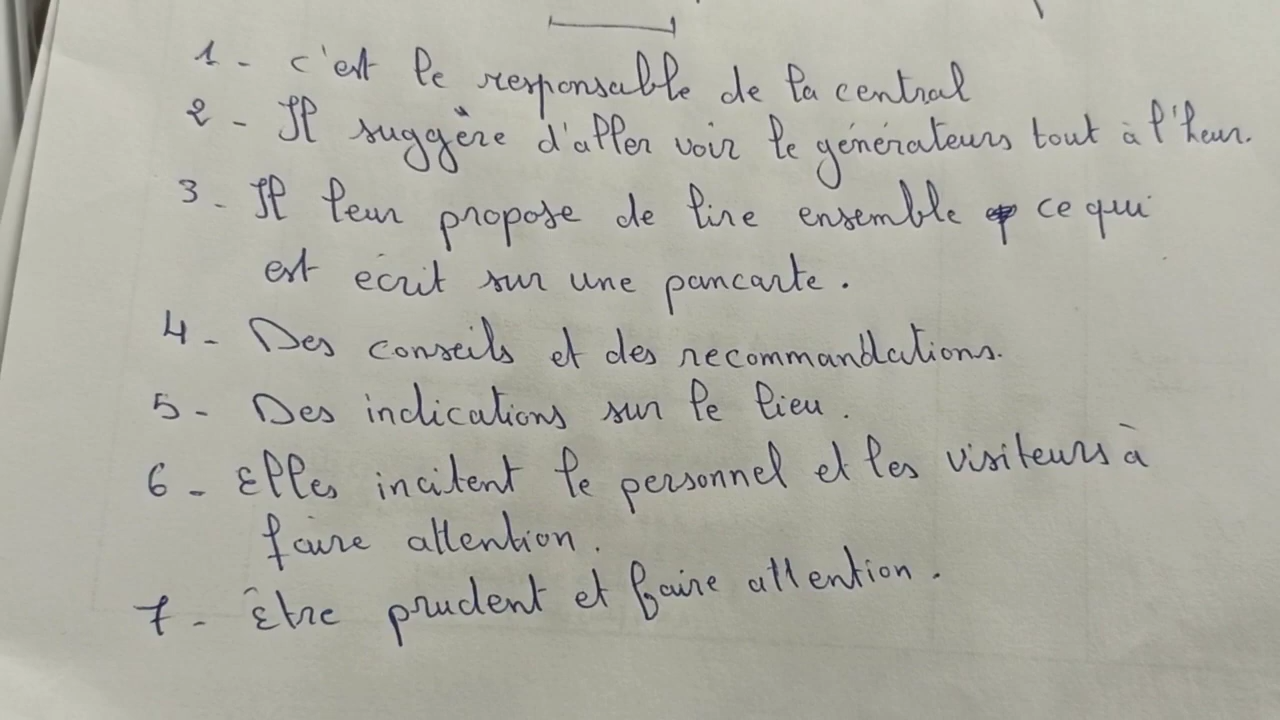 1 - c'est le responsable de la central
2 - Il suggère d'aller voir le générateurs tout à l'heur.
3 - Il leur propose de lire ensemble ce qui
est écrit sur une pancarte.
4 - Des conseils et des recommandations.
5 - Des indications sur le lieu.
6 - Elles incitent le personnel et les visiteurs à
faire attention.
7 - Être prudent et faire attention.